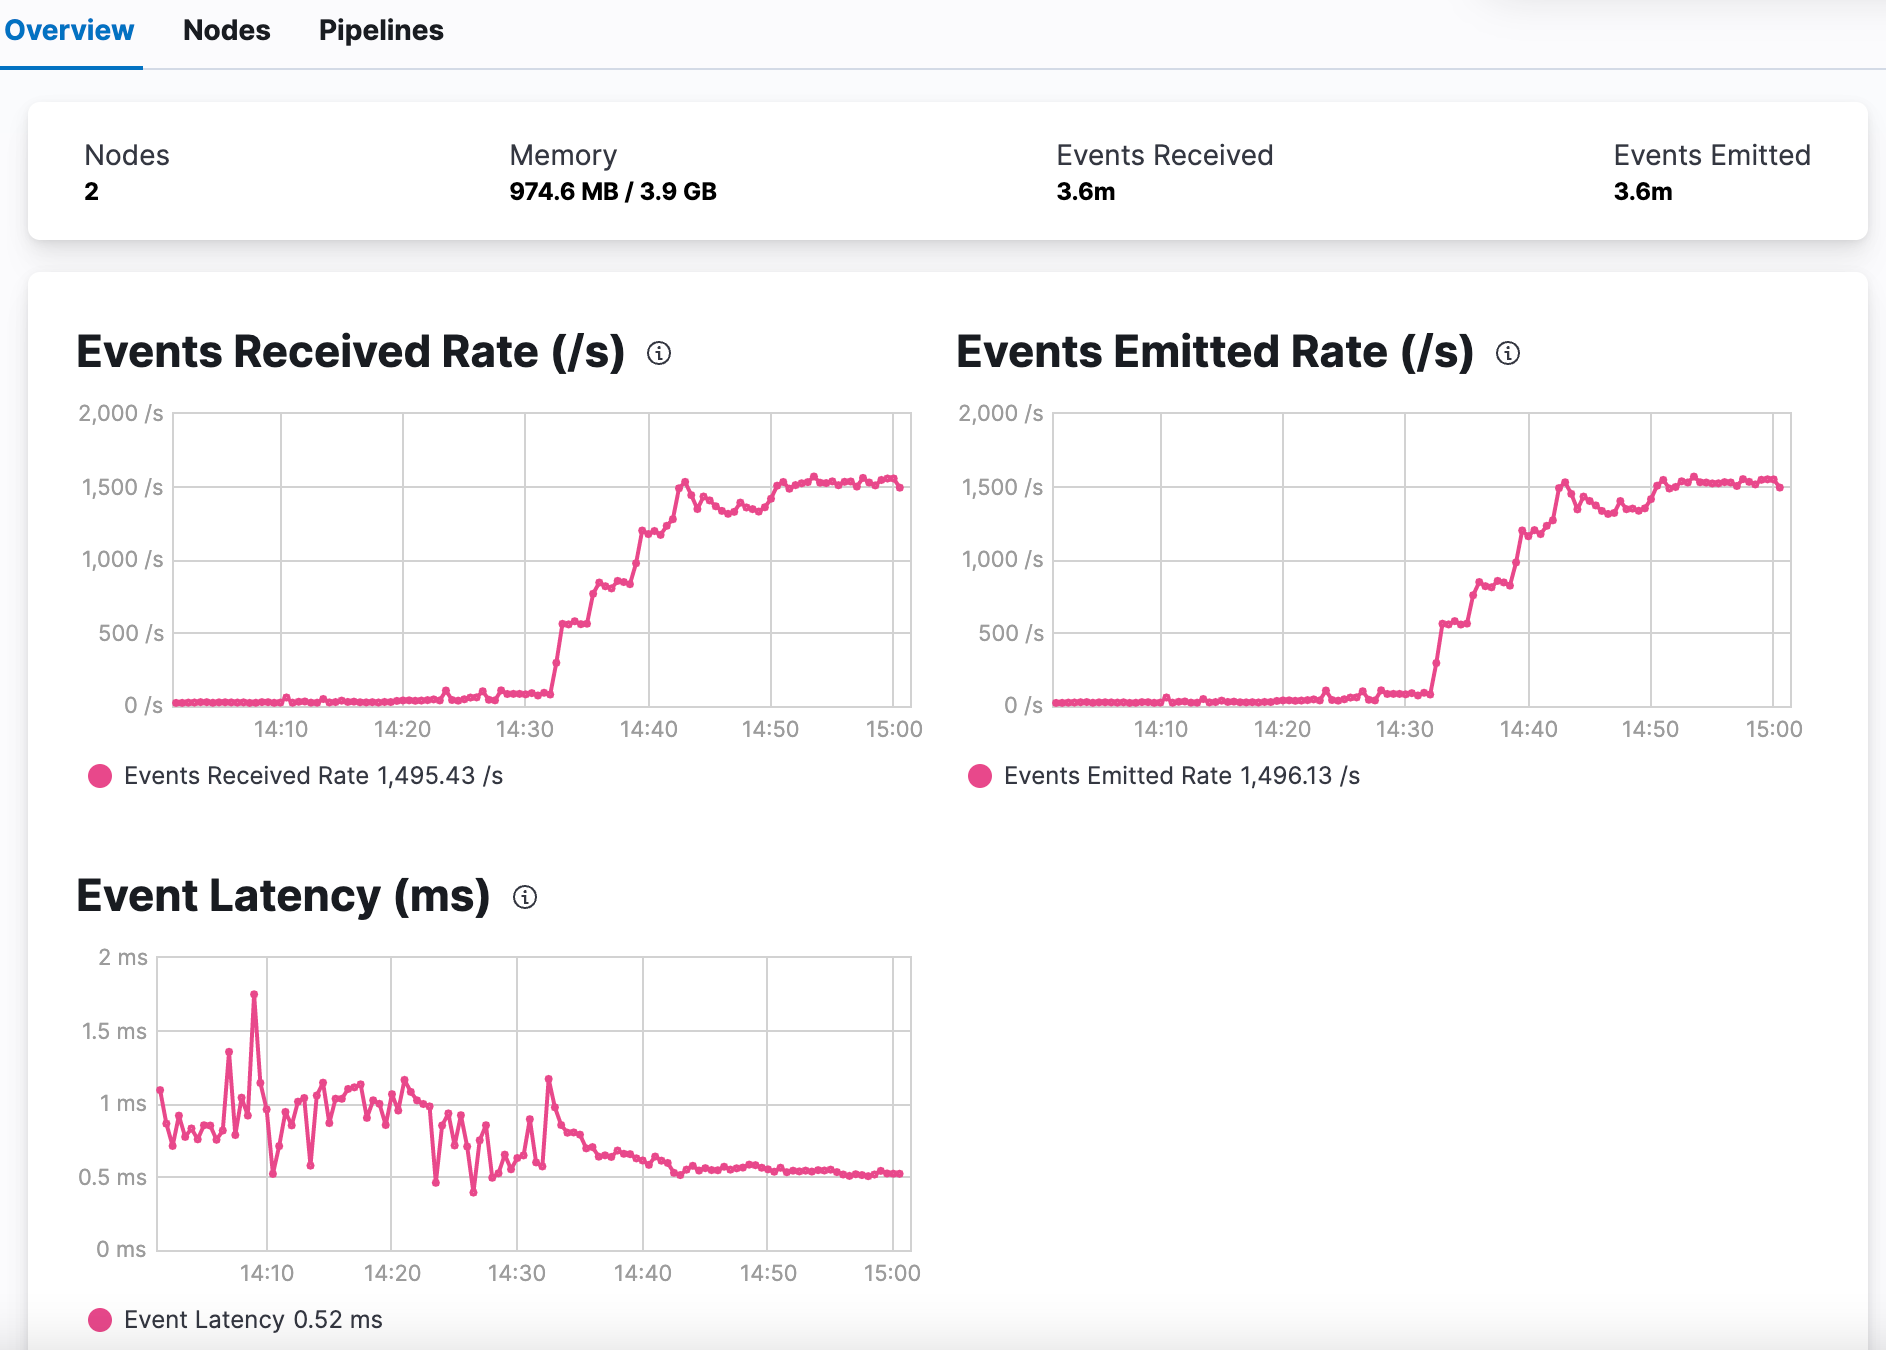 Overview Nodes Pipelines
Nodes Memory Events Received Events Emitted
2 974.6 MB / 3.9 GB 3.6m 3.6m
Events Received Rate (/s)
2,000 /s
1,500 /s
1,000 /s
500 /s
0 /s
14:10 14:20 14:30 14:40 14:50 15:00
Events Received Rate 1,495.43 /s
Events Emitted Rate (/s)
2,000 /s
1,500 /s
1,000 /s
500 /s
0 /s
14:10 14:20 14:30 14:40 14:50 15:00
Events Emitted Rate 1,496.13 /s
Event Latency (ms)
2 ms
1.5 ms
1 ms
0.5 ms
0 ms
14:10 14:20 14:30 14:40 14:50 15:00
Event Latency 0.52 ms